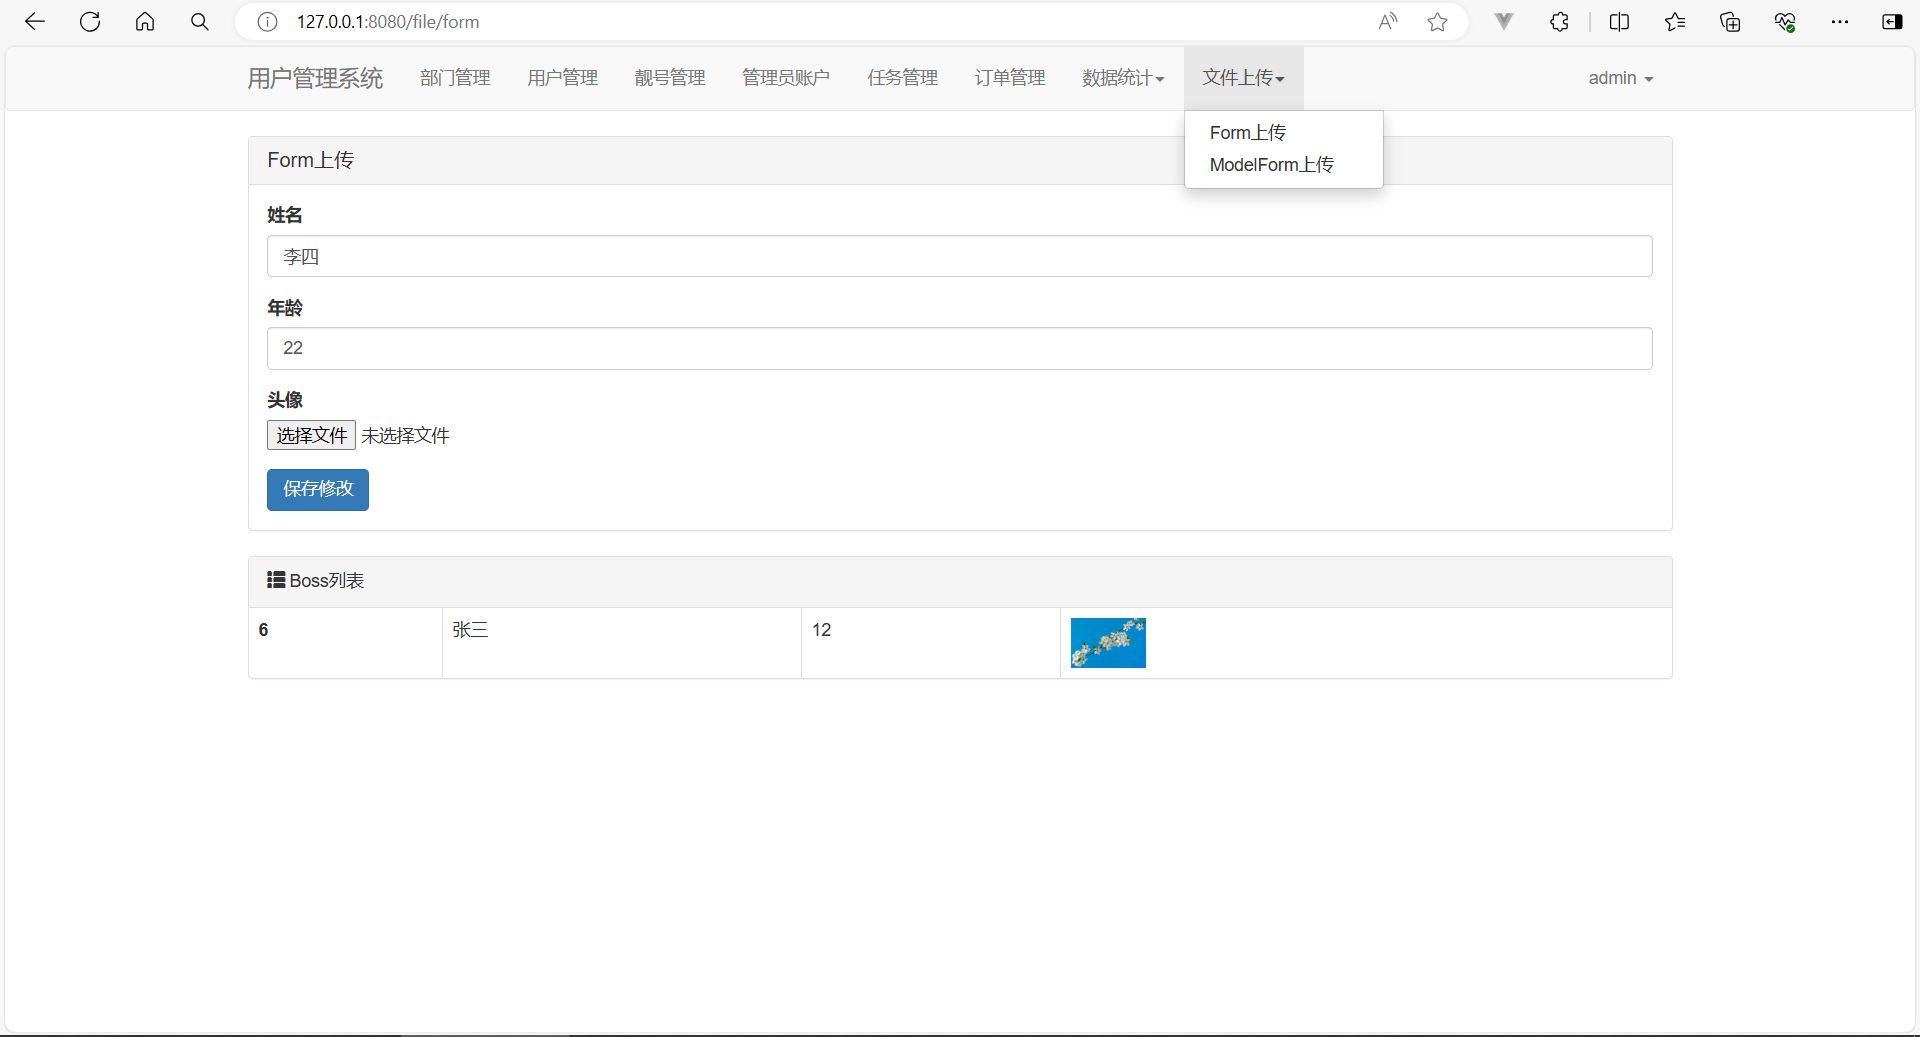 127.0.0.1:8080/file/form
用户管理系统 部门管理 用户管理 靓号管理 管理员账户 任务管理 订单管理 数据统计 文件上传 admin
Form上传
ModelForm上传
Form上传
姓名
李四
年龄
22
头像
选择文件 未选择文件
保存修改
Boss列表
6 张三 12